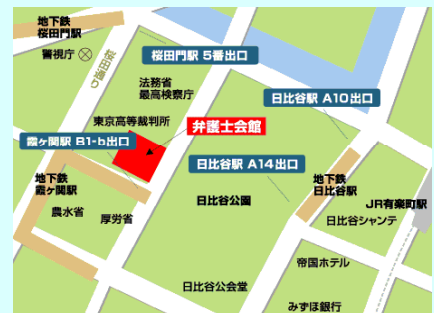 地下鉄
桜田門駅
警視庁
桜田通り
桜田門駅 5番出口
法務省
最高検察庁
日比谷駅 A10出口
東京高等裁判所
弁護士会館
霞ヶ関駅 B1-b出口
日比谷駅 A14出口
地下鉄
霞ヶ関駅
地下鉄
日比谷駅
JR有楽町駅
日比谷公園
農水省
厚労省
日比谷シャンテ
帝国ホテル
日比谷公会堂
みずほ銀行